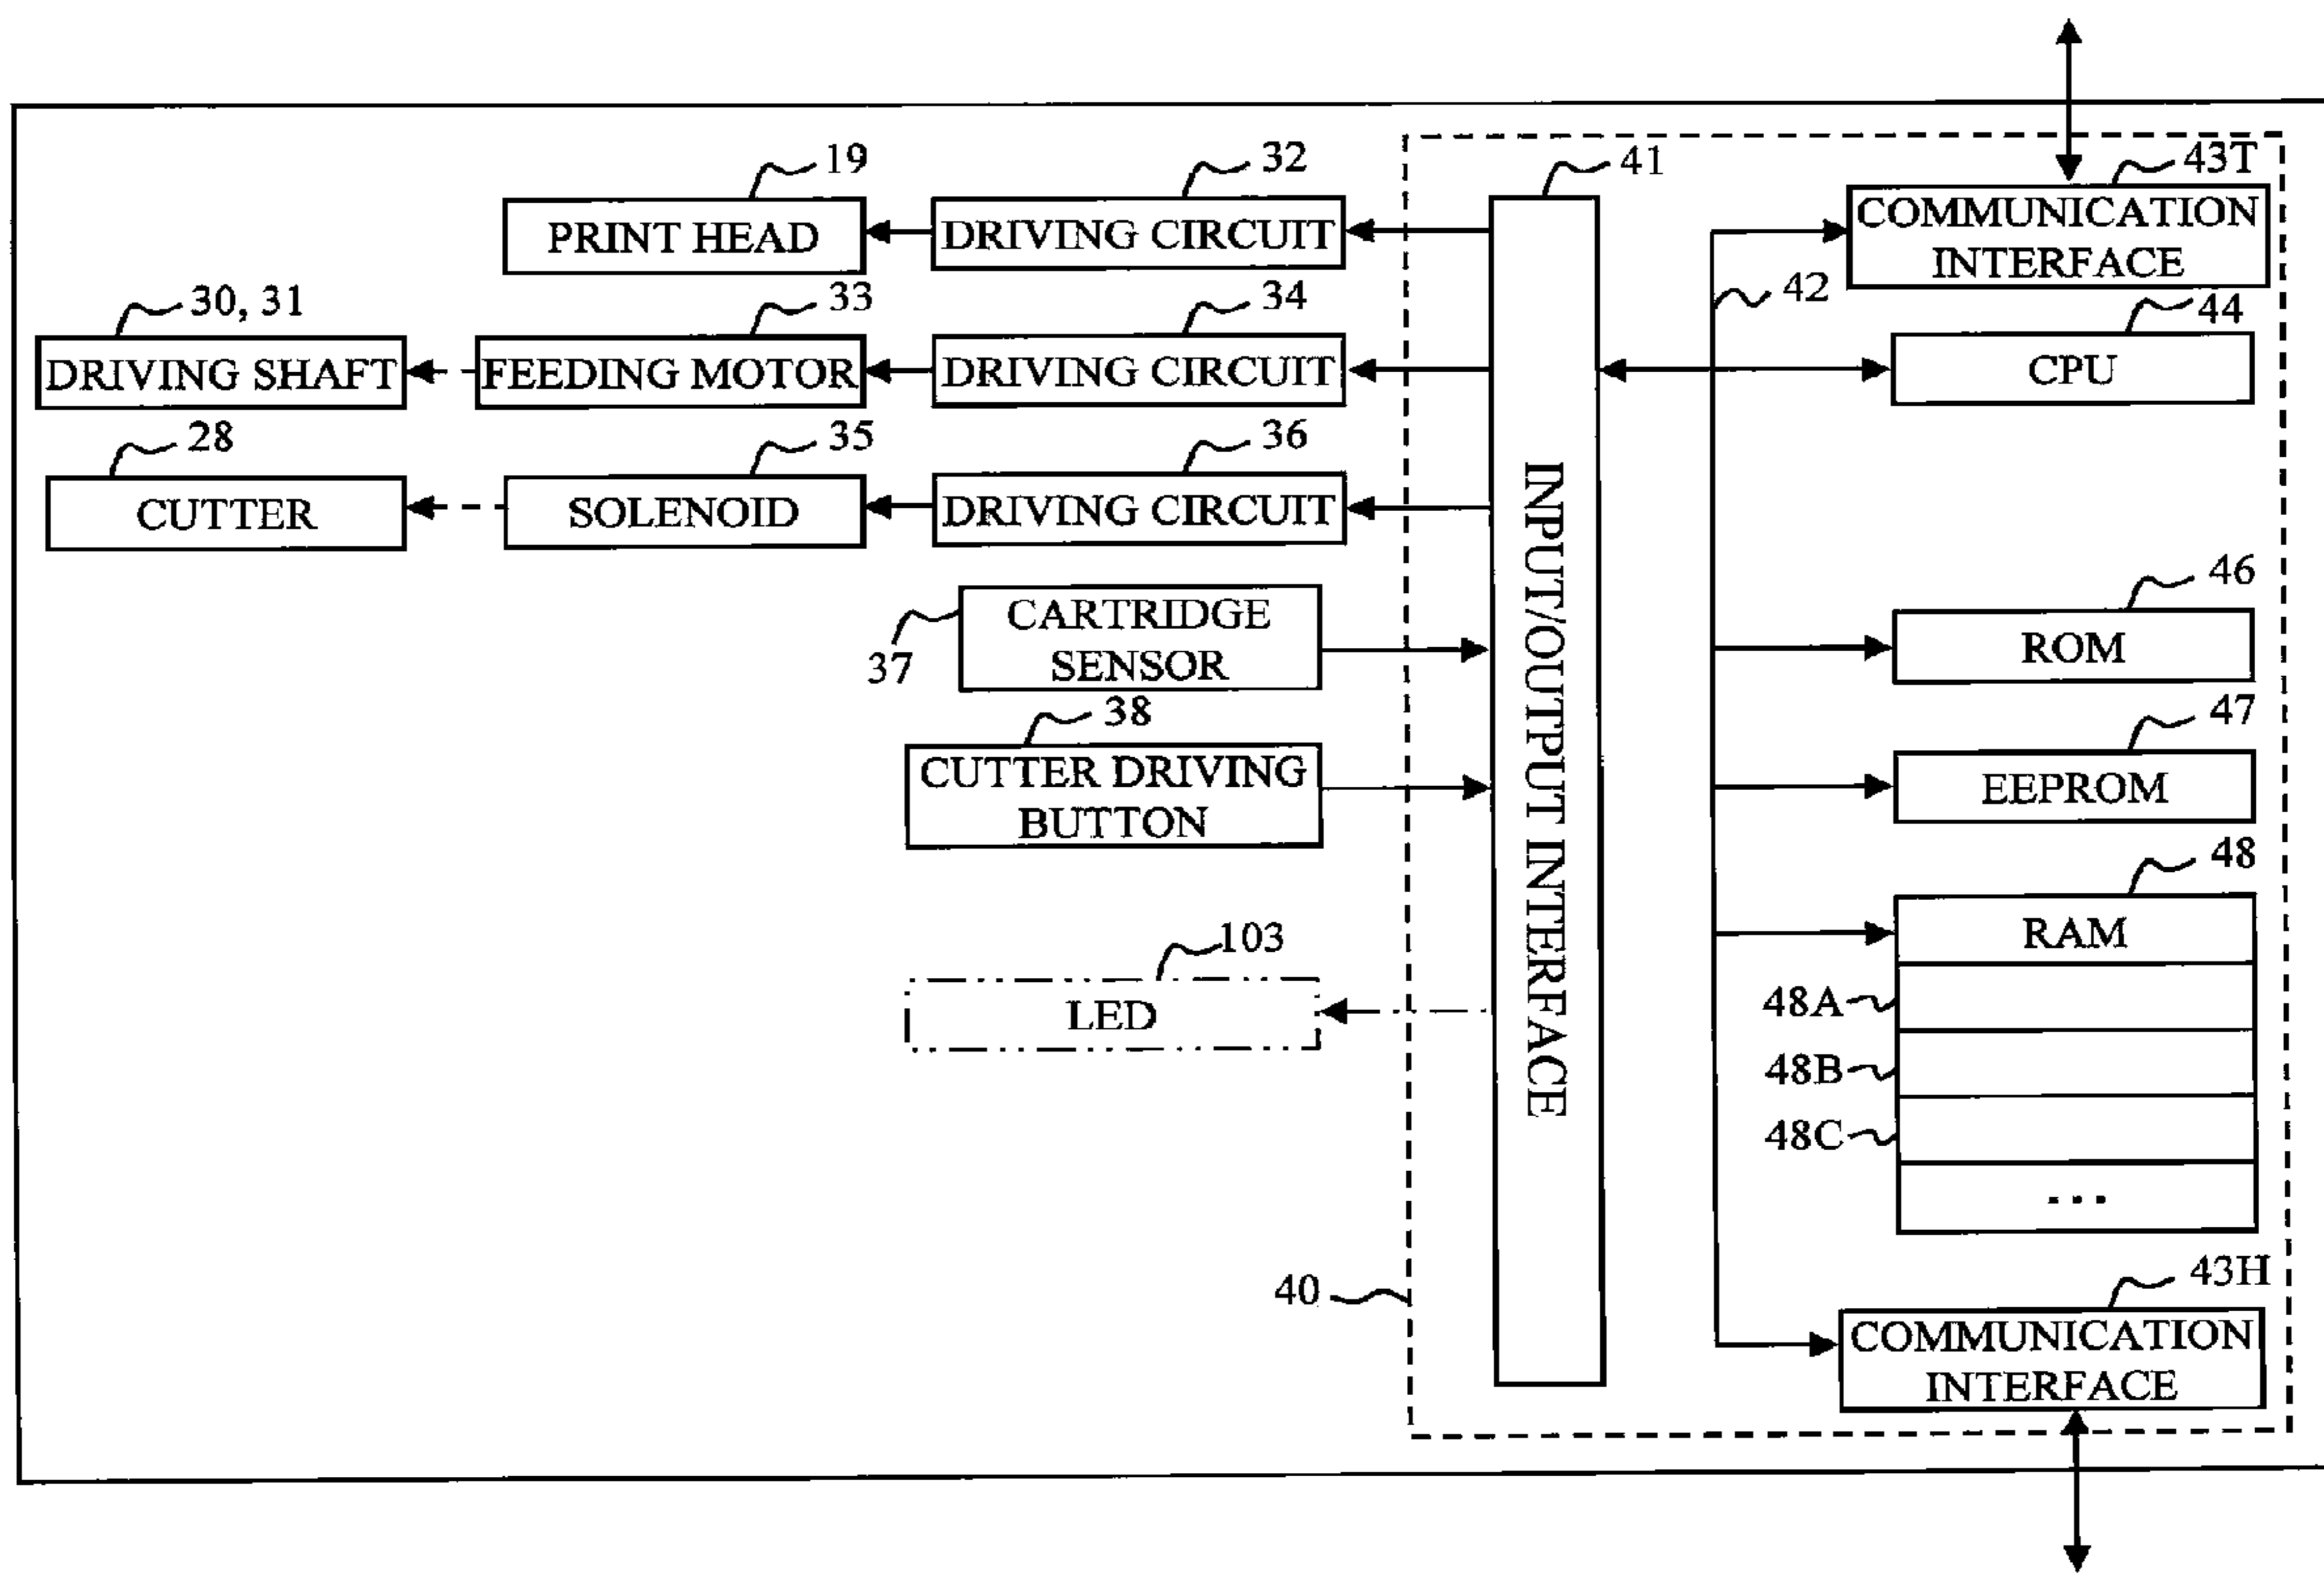 19
32
41
43T
PRINT HEAD
DRIVING CIRCUIT
COMMUNICATION
INTERFACE
30, 31
33
34
42
44
DRIVING SHAFT
FEEDING MOTOR
DRIVING CIRCUIT
CPU
28
35
36
CUTTER
SOLENOID
DRIVING CIRCUIT
INPUT/OUTPUT INTERFACE
37
CARTRIDGE
SENSOR
46
ROM
38
CUTTER DRIVING
BUTTON
47
EEPROM
48
RAM
103
LED
48A
48B
48C
...
40
43H
COMMUNICATION
INTERFACE